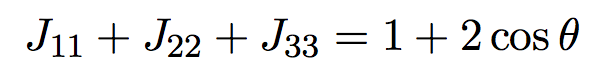 J₁₁ + J₂₂ + J₃₃ = 1 + 2 cos θ